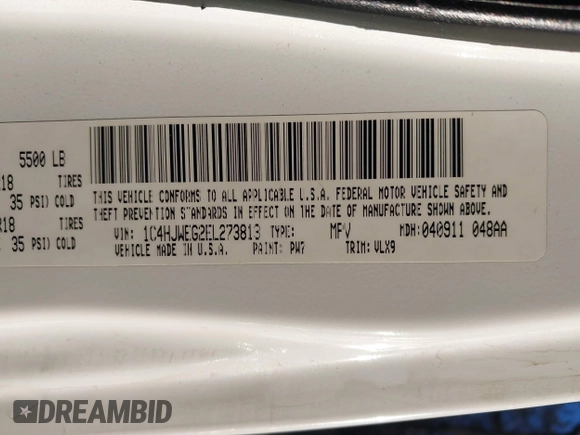 5500 LB
R18 TIRES
35 PSI) COLD
R18 TIRES
35 PSI) COLD
THIS VEHICLE CONFORMS TO ALL APPLICABLE U.S.A. FEDERAL MOTOR VEHICLE SAFETY AND
THEFT PREVENTION STANDARDS IN EFFECT ON THE DATE OF MANUFACTURE SHOWN ABOVE.
VIN: 1C4HJWEG2EL273813 TYPE: MPV MDH: 040911 048AA
VEHICLE MADE IN U.S.A. PAINT: PW7 TRIM: VLX9
DREAMBID